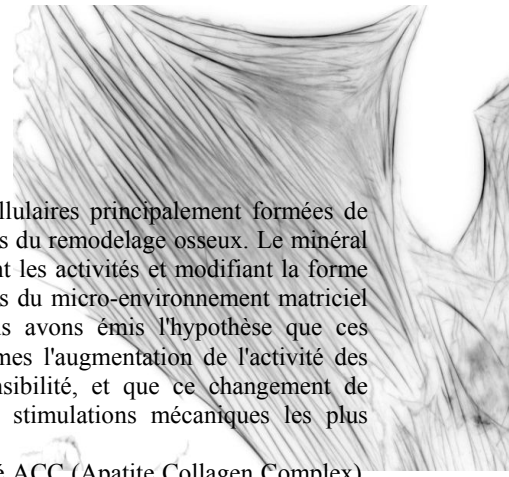 llulaires principalement formées de
s du remodelage osseux. Le minéral
nt les activités et modifiant la forme
s du micro-environnement matriciel
s avons émis l'hypothèse que ces
mes l'augmentation de l'activité des
nsibilité, et que ce changement de
stimulations mécaniques les plus
é ACC (Apatite Collagen Complex)